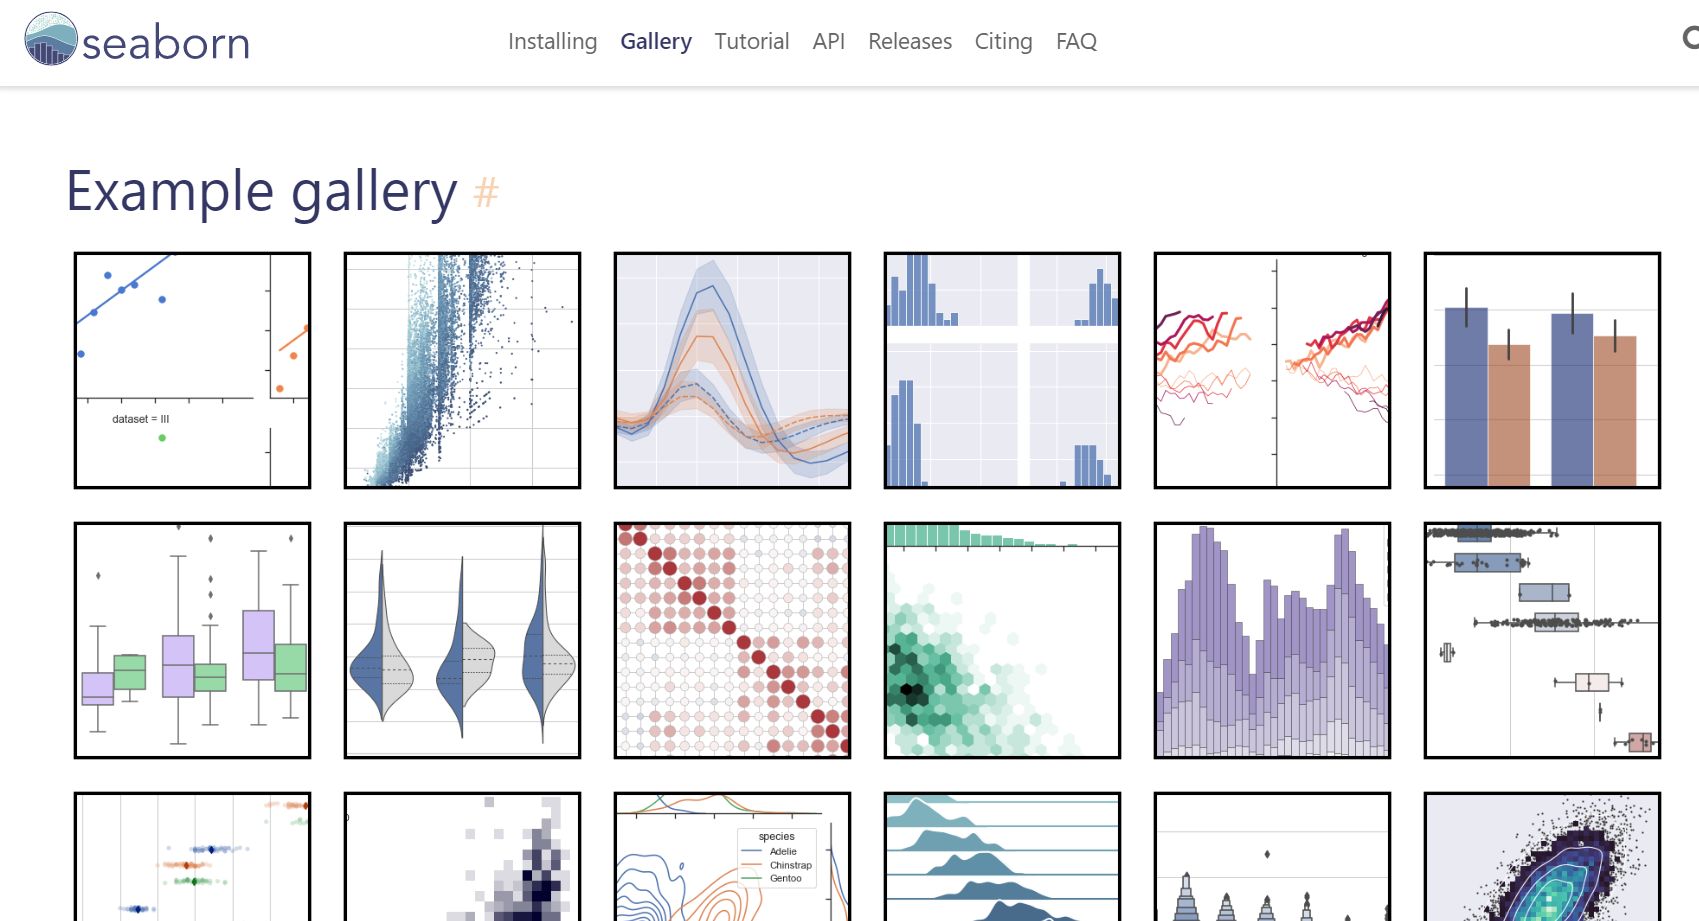 seaborn
Installing Gallery Tutorial API Releases Citing FAQ
Example gallery #
dataset = III
species
Adelie
Chinstrap
Gentoo